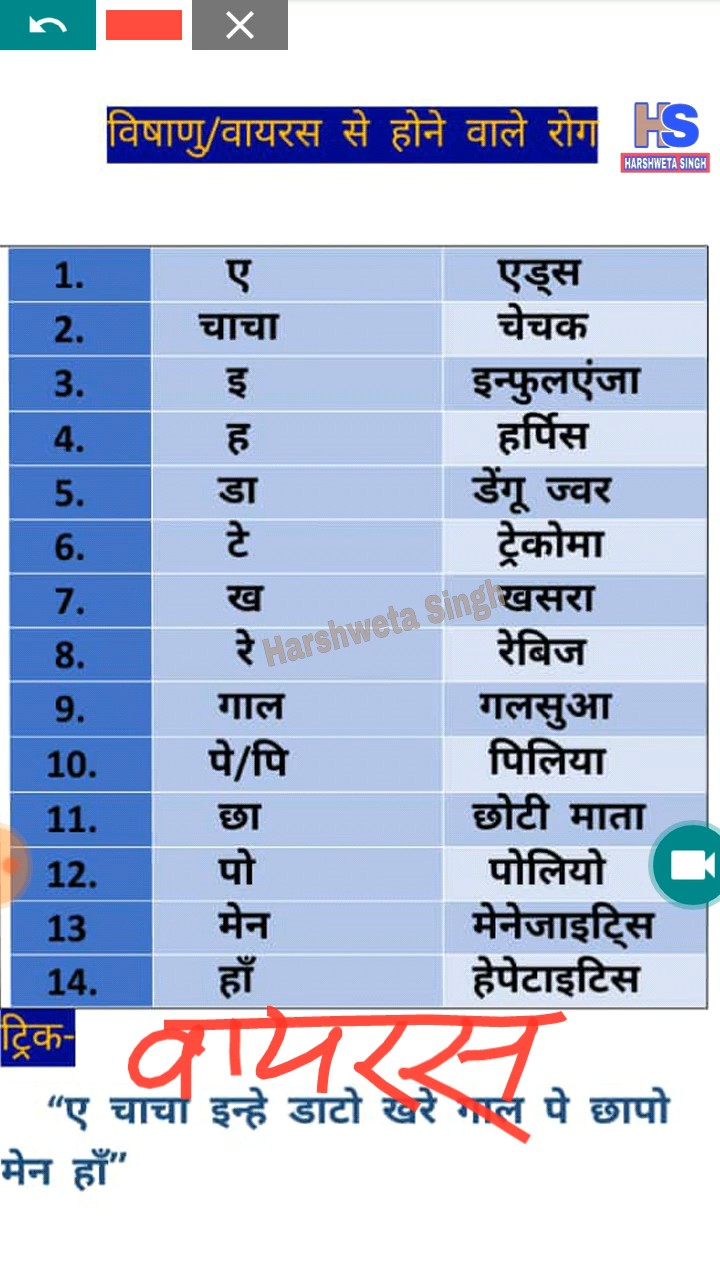 विषाणु/वायरस से होने वाले रोग
HS
HARSHWETA SINGH
1. ए एड्स
2. चाचा चेचक
3. इ इन्फुलएंजा
4. ह हर्पिस
5. डा डेंगू ज्वर
6. टे ट्रेकोमा
7. ख खसरा
8. रे रेबिज
Harshweta Singh
9. गाल गलसुआ
10. पे/पि पिलिया
11. छा छोटी माता
12. पो पोलियो
13 मेन मेनेजाइट्सि
14. हाँ हेपेटाइटिस
ट्रिक-
वायरस
“ए चाचा इन्हे डाटो खरे गाल पे छापो
मेन हाँ”